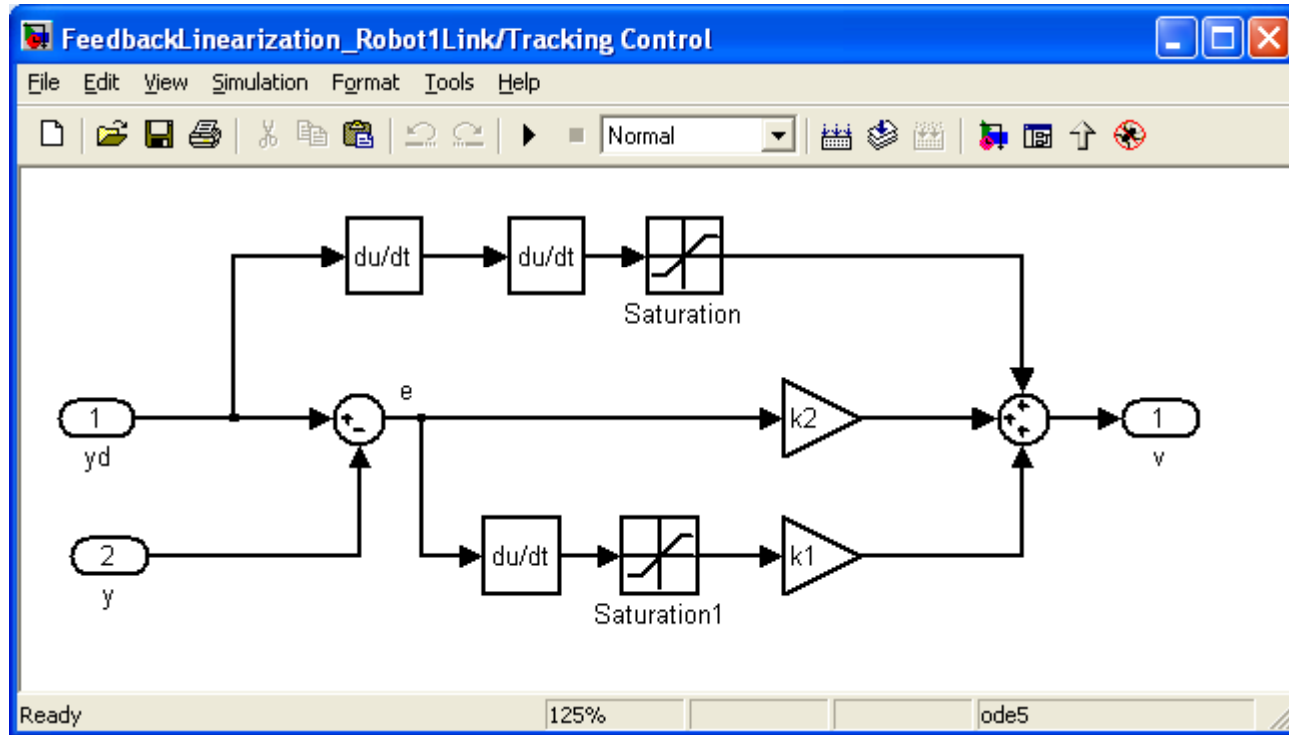 FeedbackLinearization_Robot1Link/Tracking Control
File Edit View Simulation Format Tools Help
Normal
du/dt du/dt
Saturation
e
1 k2 1
yd v
2 du/dt k1
y
Saturation1
Ready 125% ode5